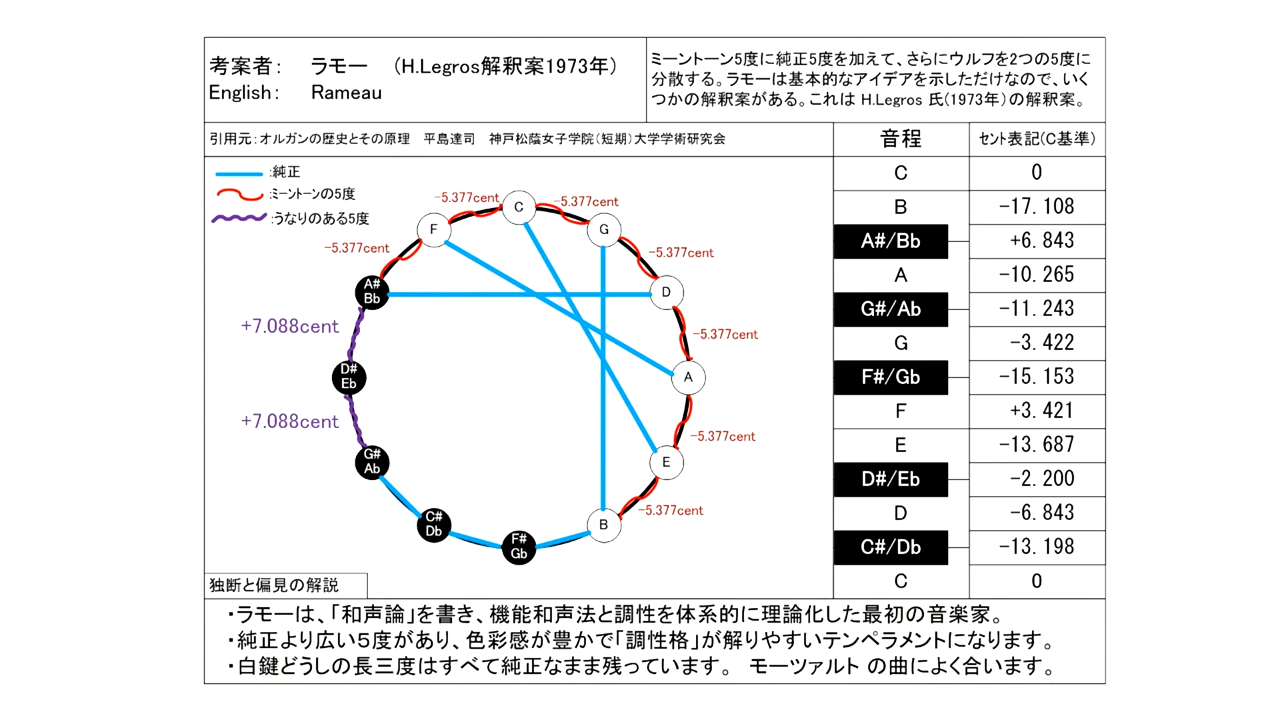 考案者： ラモー （H.Legros解釈案1973年）
English： Rameau
ミーントーン5度に純正5度を加えて、さらにウルフを2つの5度に
分散する。ラモーは基本的なアイデアを示しただけなので、いく
つかの解釈案がある。これは H.Legros 氏(1973年)の解釈案。
引用元：オルガンの歴史とその原理 平島達司 神戸松蔭女子学院（短期）大学学術研究会
音程 セント表記(C基準)
:純正
:ミーントーンの5度
:うなりのある5度
-5.377cent
-5.377cent
-5.377cent
-5.377cent
-5.377cent
-5.377cent
-5.377cent
+7.088cent
+7.088cent
C
G
D
A
E
B
F#
Gb
C#
Db
G#
Ab
D#
Eb
A#
Bb
F
C 0
B -17.108
A#/Bb +6.843
A -10.265
G#/Ab -11.243
G -3.422
F#/Gb -15.153
F +3.421
E -13.687
D#/Eb -2.200
D -6.843
C#/Db -13.198
C 0
独断と偏見の解説
・ラモーは、「和声論」を書き、機能和声法と調性を体系的に理論化した最初の音楽家。
・純正より広い５度があり、色彩感が豊かで「調性格」が解りやすいテンペラメントになります。
・白鍵どうしの長三度はすべて純正なまま残っています。 モーツァルト の曲によく合います。